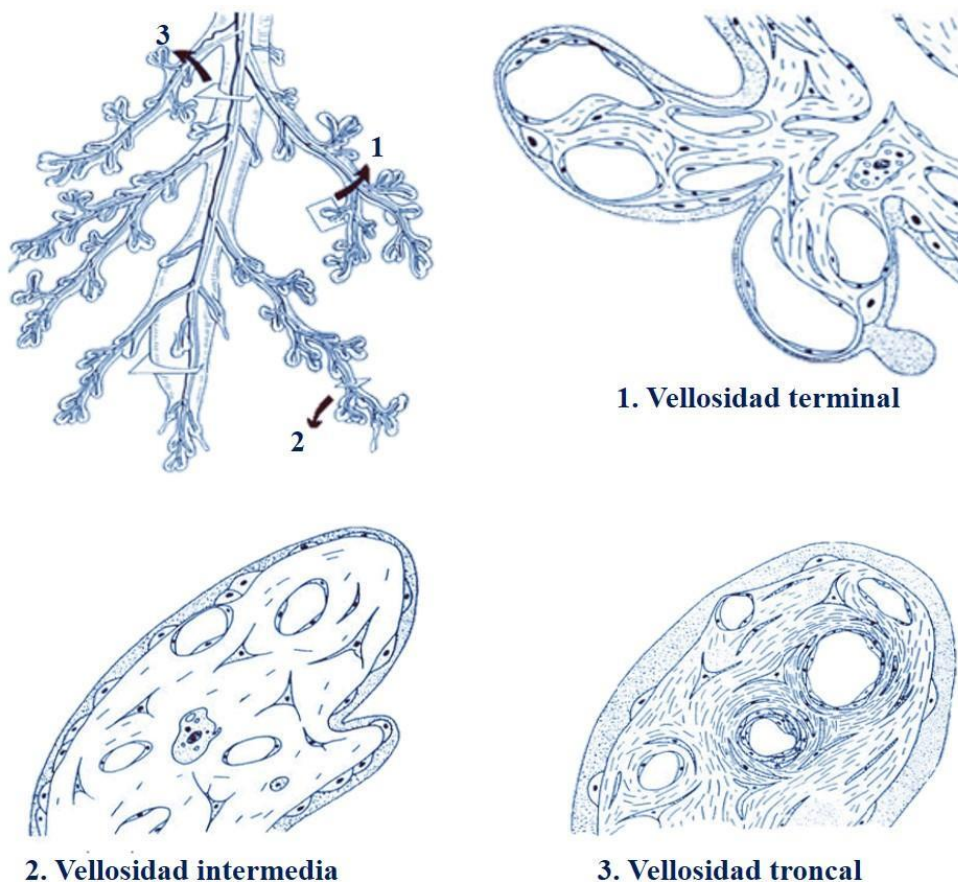 3
1
2
1. Vellosidad terminal
2. Vellosidad intermedia
3. Vellosidad troncal